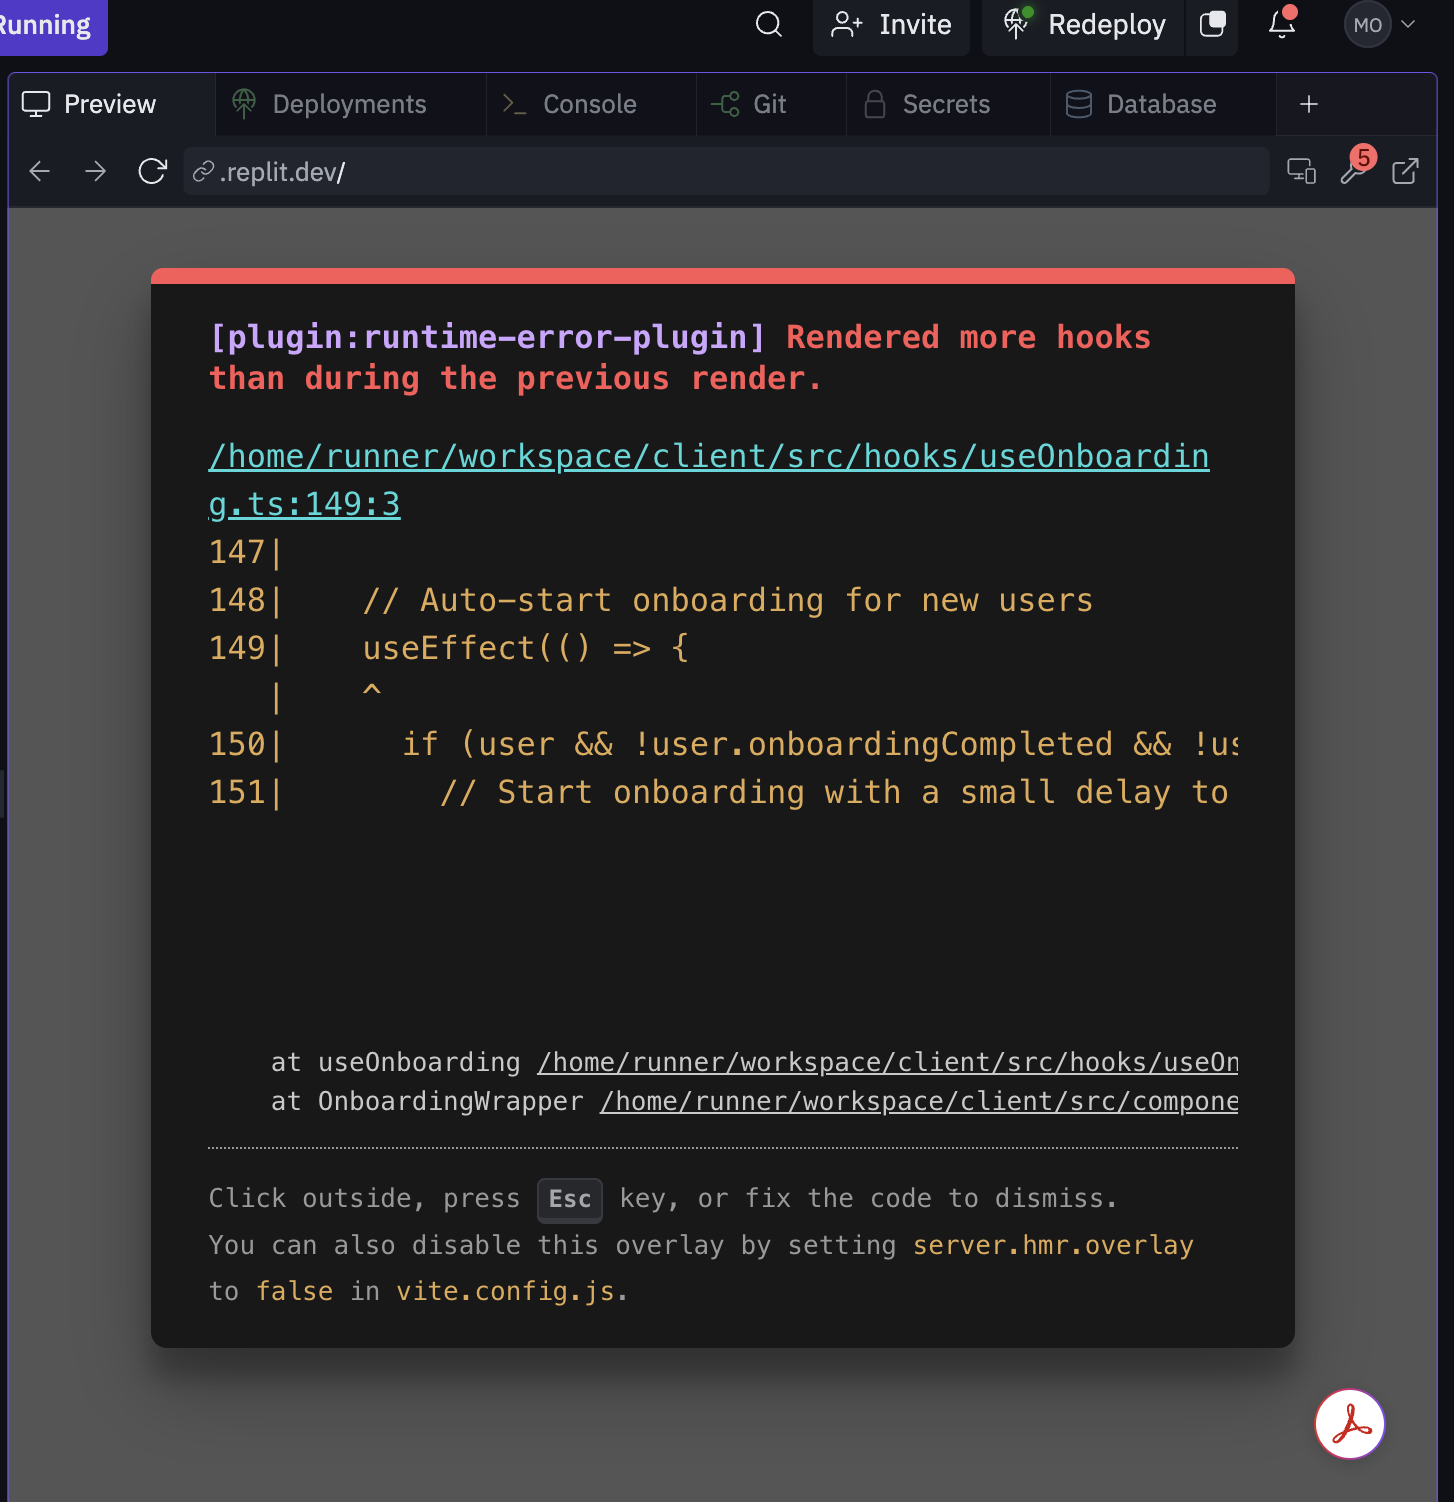 Running
Invite
Redeploy
MO
Preview
Deployments
Console
Git
Secrets
Database
.replit.dev/
5
[plugin:runtime-error-plugin] Rendered more hooks
than during the previous render.
/home/runner/workspace/client/src/hooks/useOnboardin
g.ts:149:3
147|
148|    // Auto-start onboarding for new users
149|    useEffect(() => {
   |    ^
150|      if (user && !user.onboardingCompleted && !us
151|        // Start onboarding with a small delay to
at useOnboarding /home/runner/workspace/client/src/hooks/useOn
at OnboardingWrapper /home/runner/workspace/client/src/compone
Click outside, press Esc key, or fix the code to dismiss.
You can also disable this overlay by setting server.hmr.overlay
to false in vite.config.js.